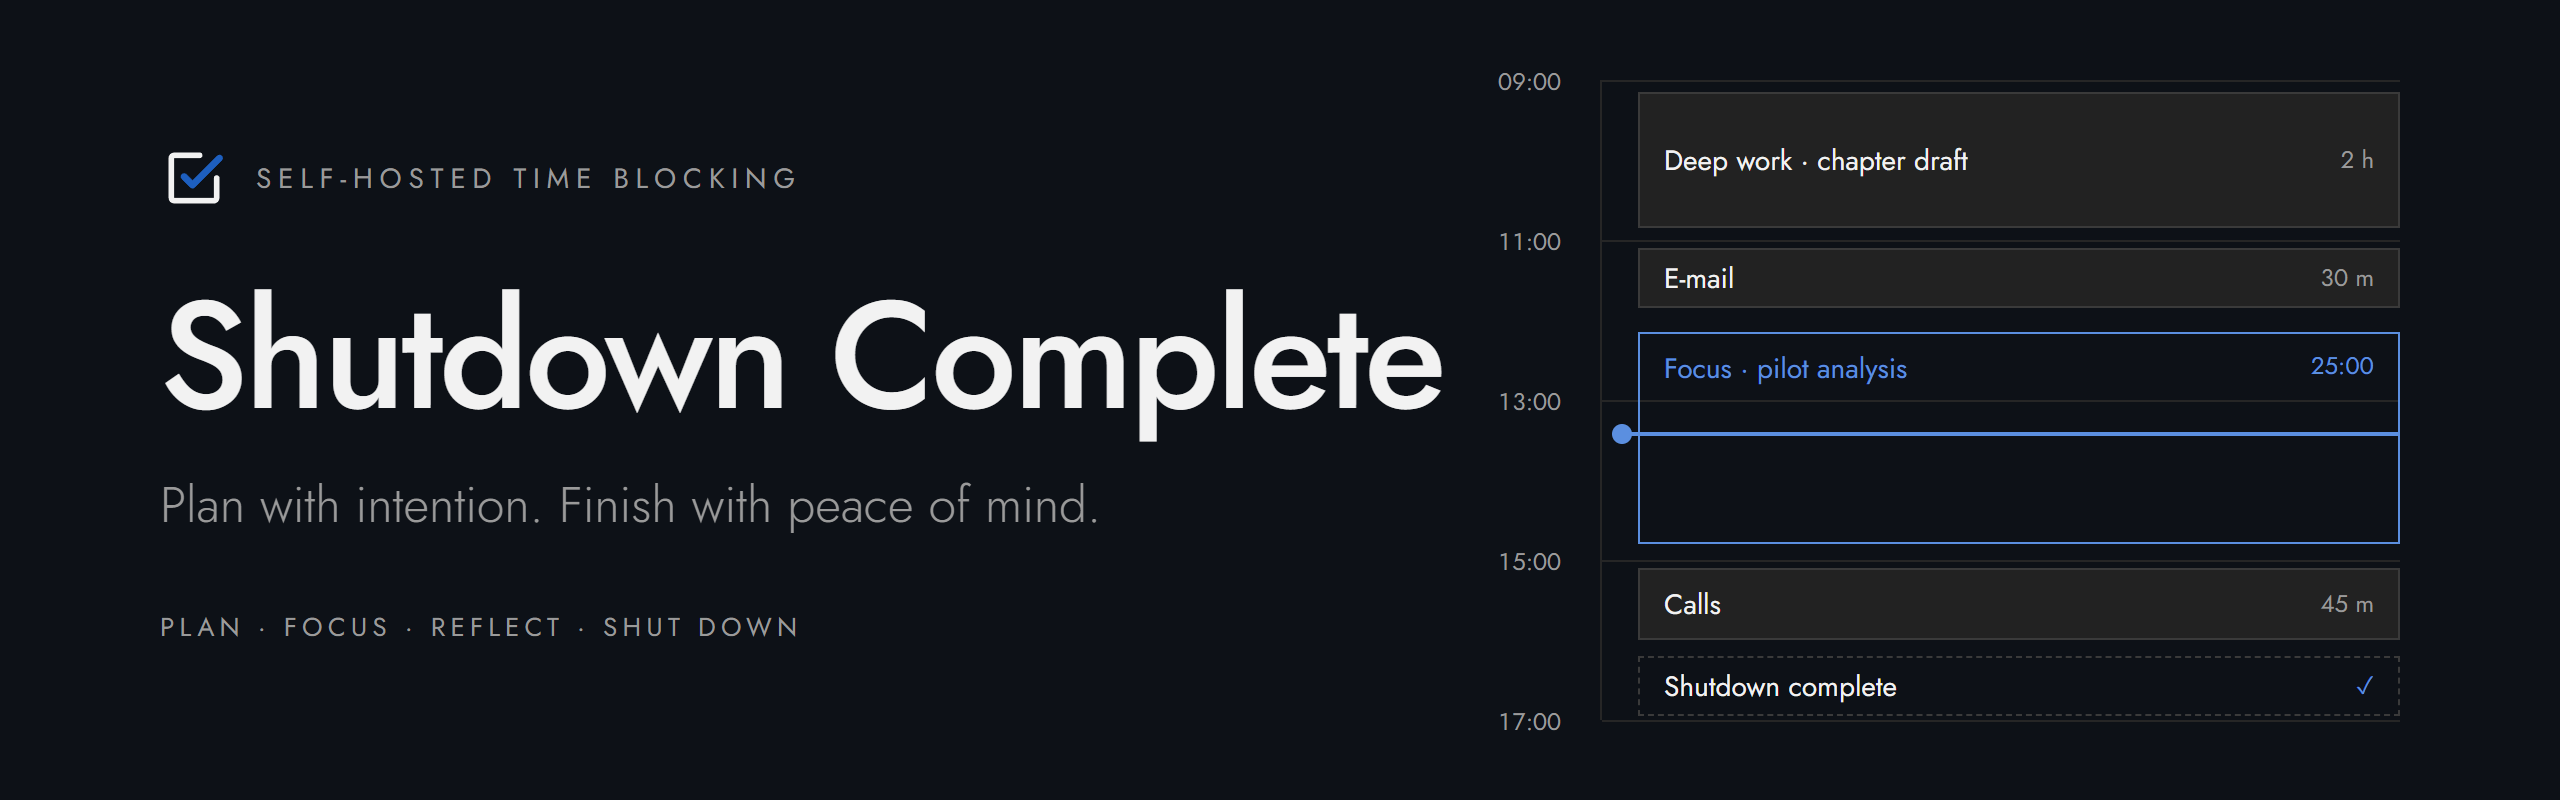 SELF-HOSTED TIME BLOCKING
Shutdown Complete
Plan with intention. Finish with peace of mind.
PLAN · FOCUS · REFLECT · SHUT DOWN
09:00
Deep work · chapter draft 2 h
11:00
E-mail 30 m
Focus · pilot analysis 25:00
13:00
15:00
Calls 45 m
Shutdown complete ✓
17:00